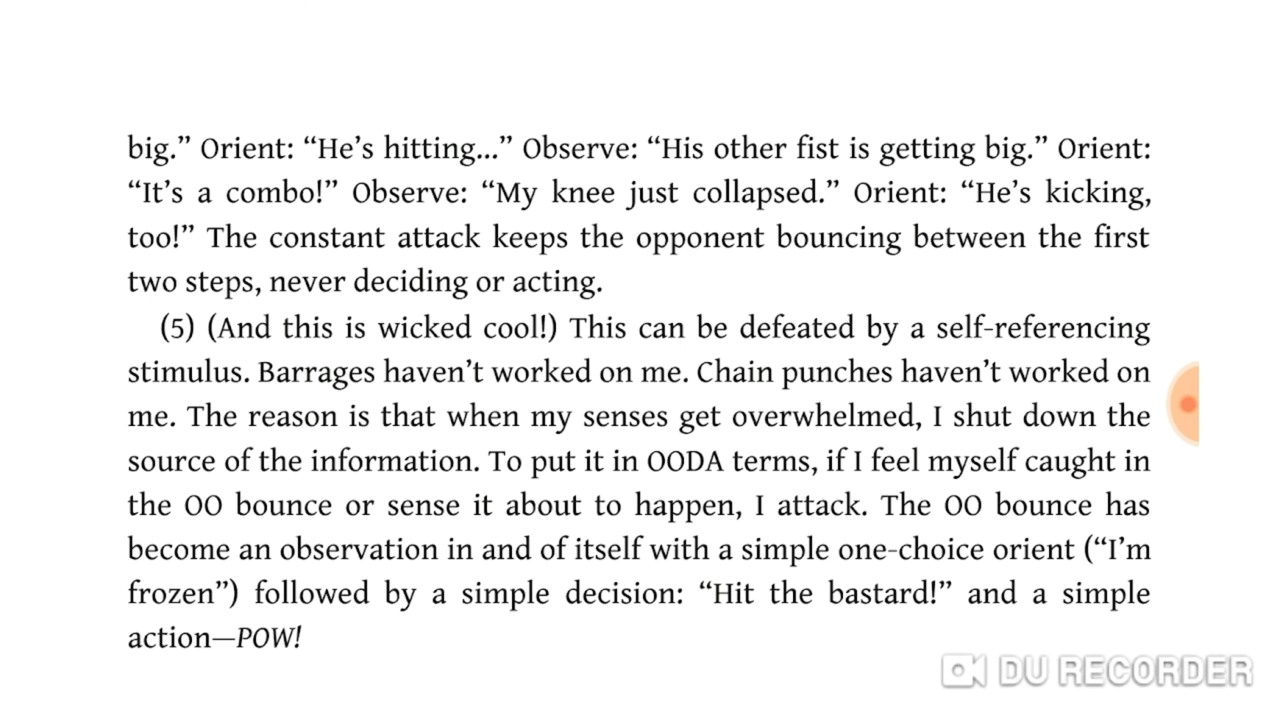 big.” Orient: “He’s hitting...” Observe: “His other fist is getting big.” Orient:
“It’s a combo!” Observe: “My knee just collapsed.” Orient: “He’s kicking,
too!” The constant attack keeps the opponent bouncing between the first
two steps, never deciding or acting.
(5) (And this is wicked cool!) This can be defeated by a self-referencing
stimulus. Barrages haven’t worked on me. Chain punches haven’t worked on
me. The reason is that when my senses get overwhelmed, I shut down the
source of the information. To put it in OODA terms, if I feel myself caught in
the OO bounce or sense it about to happen, I attack. The OO bounce has
become an observation in and of itself with a simple one-choice orient (“I’m
frozen”) followed by a simple decision: “Hit the bastard!” and a simple
action—POW!
DU RECORDER